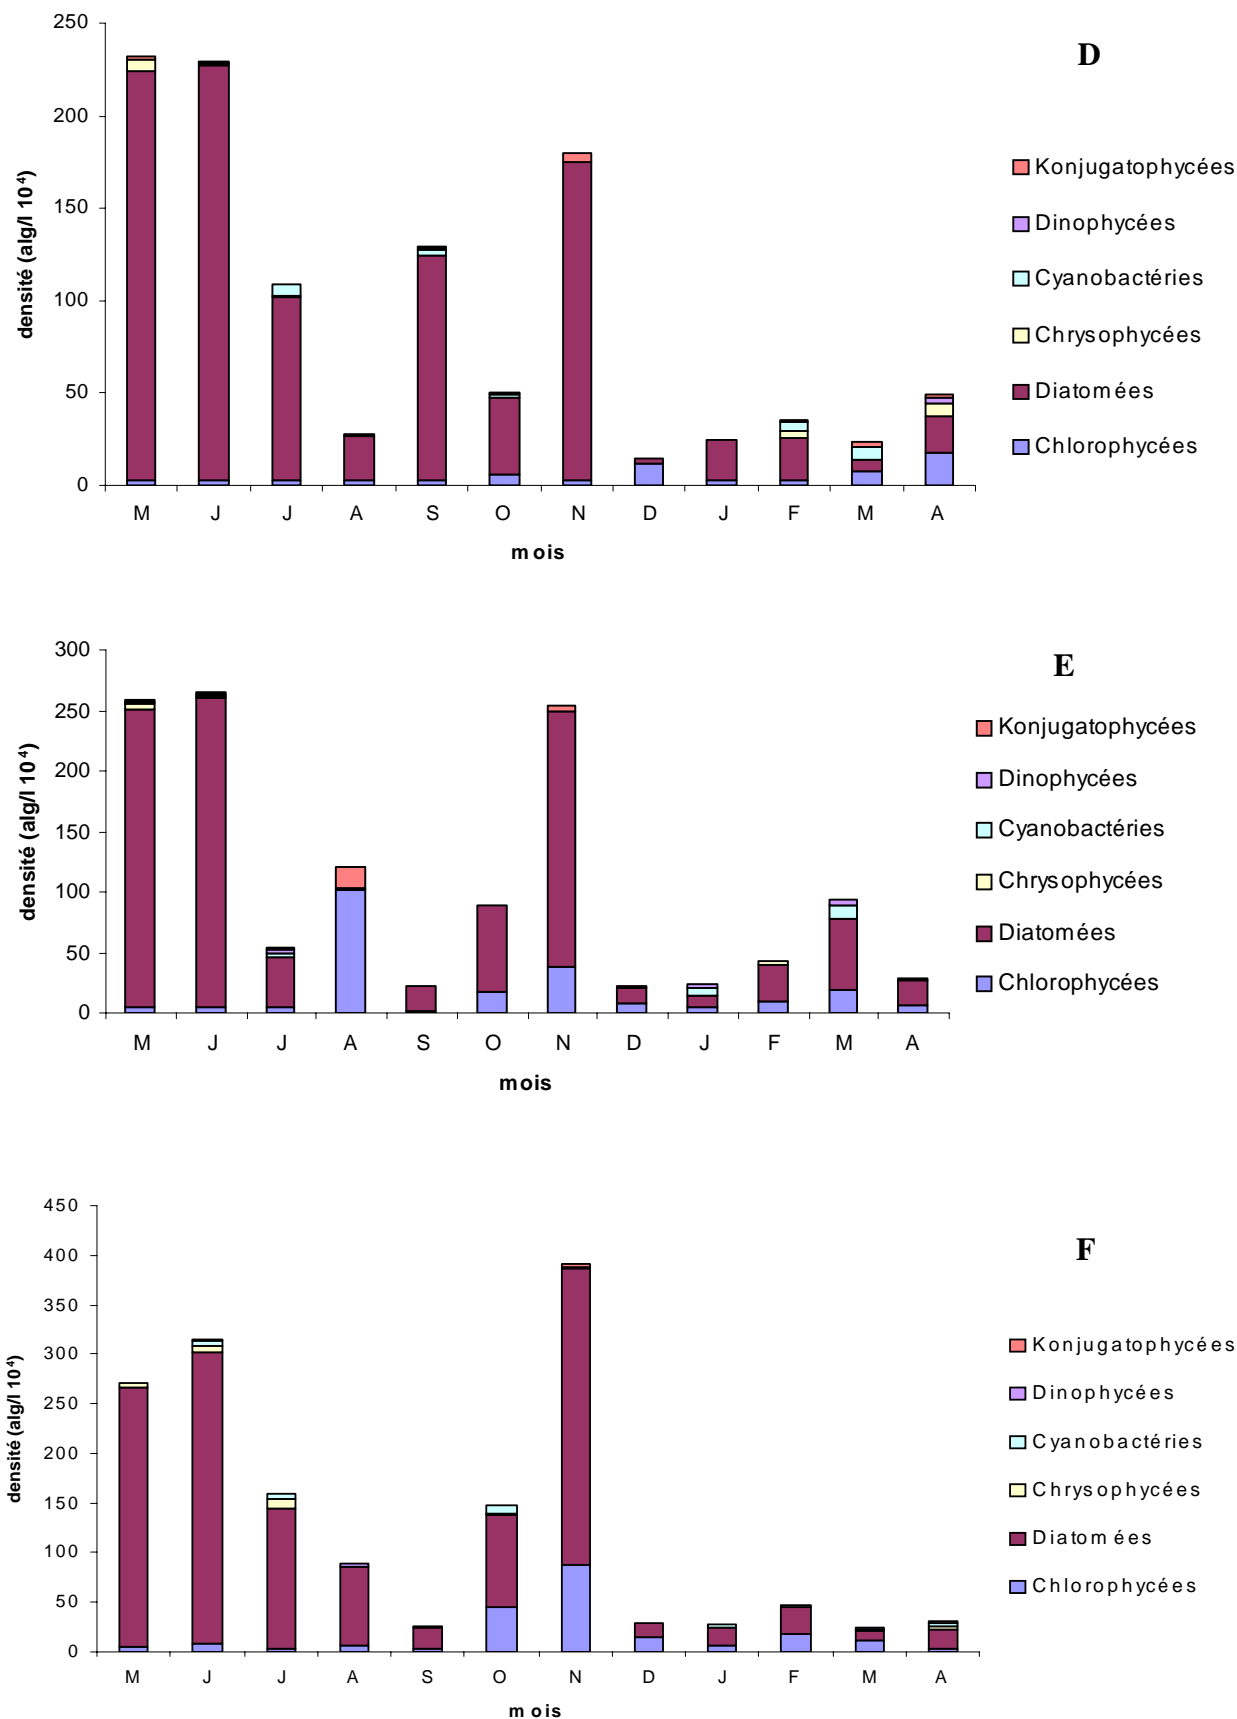 D
250
200
150
100
50
0
densité (alg/l 10⁴)
M J J A S O N D J F M A
mois
Konjugatophycées
Dinophycées
Cyanobactéries
Chrysophycées
Diatomées
Chlorophycées
E
300
250
200
150
100
50
0
densité (alg/l 10⁴)
M J J A S O N D J F M A
mois
Konjugatophycées
Dinophycées
Cyanobactéries
Chrysophycées
Diatomées
Chlorophycées
F
450
400
350
300
250
200
150
100
50
0
densité (alg/l 10⁴)
M J J A S O N D J F M A
mois
Konjugatophycées
Dinophycées
Cyanobactéries
Chrysophycées
Diatomées
Chlorophycées